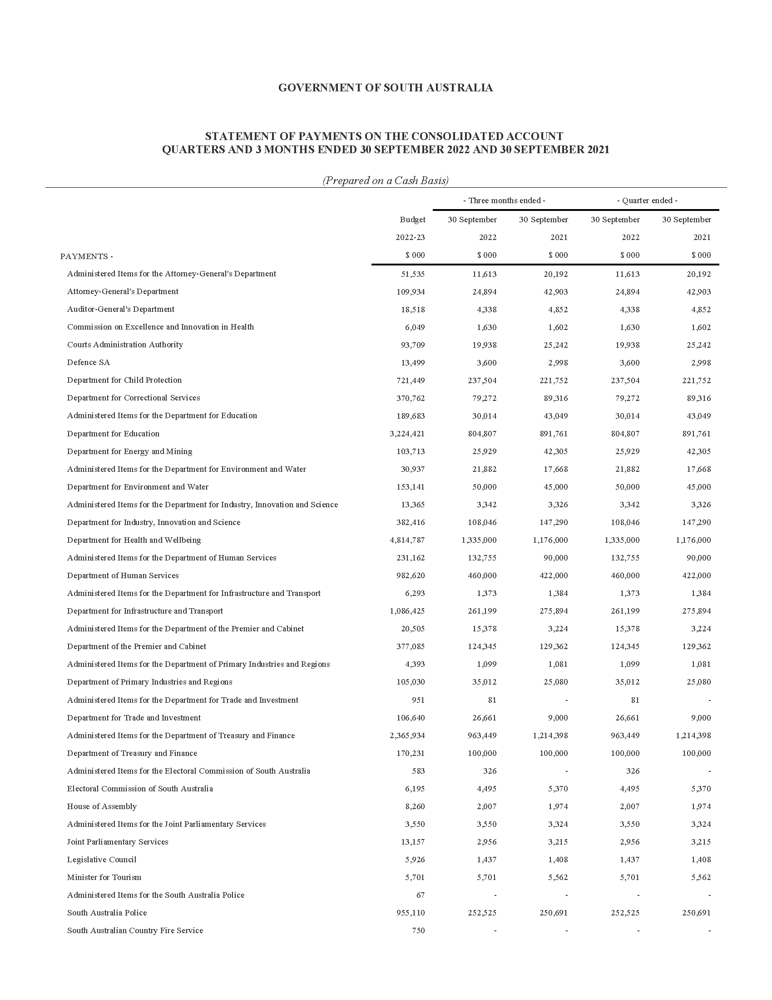 GOVERNMENT OF SOUTH AUSTRALIA
STATEMENT OF PAYMENTS ON THE CONSOLIDATED ACCOUNT
QUARTERS AND 3 MONTHS ENDED 30 SEPTEMBER 2022 AND 30 SEPTEMBER 2021
(Prepared on a Cash Basis)
- Three months ended - - Quarter ended -
Budget 30 September 30 September 30 September 30 September
2022-23 2022 2021 2022 2021
PAYMENTS - $ 000 $ 000 $ 000 $ 000 $ 000
Administered Items for the Attorney-General's Department 51,535 11,613 20,192 11,613 20,192
Attorney-General's Department 109,934 24,894 42,903 24,894 42,903
Auditor-General's Department 18,518 4,338 4,852 4,338 4,852
Commission on Excellence and Innovation in Health 6,049 1,630 1,602 1,630 1,602
Courts Administration Authority 93,709 19,938 25,242 19,938 25,242
Defence SA 13,499 3,600 2,998 3,600 2,998
Department for Child Protection 721,449 237,504 221,752 237,504 221,752
Department for Correctional Services 370,762 79,272 89,316 79,272 89,316
Administered Items for the Department for Education 189,683 30,014 43,049 30,014 43,049
Department for Education 3,224,421 804,807 891,761 804,807 891,761
Department for Energy and Mining 103,713 25,929 42,305 25,929 42,305
Administered Items for the Department for Environment and Water 30,937 21,882 17,668 21,882 17,668
Department for Environment and Water 153,141 50,000 45,000 50,000 45,000
Administered Items for the Department for Industry, Innovation and Science 13,365 3,342 3,326 3,342 3,326
Department for Industry, Innovation and Science 382,416 108,046 147,290 108,046 147,290
Department for Health and Wellbeing 4,814,787 1,335,000 1,176,000 1,335,000 1,176,000
Administered Items for the Department of Human Services 231,162 132,755 90,000 132,755 90,000
Department of Human Services 982,620 460,000 422,000 460,000 422,000
Administered Items for the Department for Infrastructure and Transport 6,293 1,373 1,384 1,373 1,384
Department for Infrastructure and Transport 1,086,425 261,199 275,894 261,199 275,894
Administered Items for the Department of the Premier and Cabinet 20,505 15,378 3,224 15,378 3,224
Department of the Premier and Cabinet 377,085 124,345 129,362 124,345 129,362
Administered Items for the Department of Primary Industries and Regions 4,393 1,099 1,081 1,099 1,081
Department of Primary Industries and Regions 105,030 35,012 25,080 35,012 25,080
Administered Items for the Department for Trade and Investment 951 81 - 81 -
Department for Trade and Investment 106,640 26,661 9,000 26,661 9,000
Administered Items for the Department of Treasury and Finance 2,365,934 963,449 1,214,398 963,449 1,214,398
Department of Treasury and Finance 170,231 100,000 100,000 100,000 100,000
Administered Items for the Electoral Commission of South Australia 583 326 - 326 -
Electoral Commission of South Australia 6,195 4,495 5,370 4,495 5,370
House of Assembly 8,260 2,007 1,974 2,007 1,974
Administered Items for the Joint Parliamentary Services 3,550 3,550 3,324 3,550 3,324
Joint Parliamentary Services 13,157 2,956 3,215 2,956 3,215
Legislative Council 5,926 1,437 1,408 1,437 1,408
Minister for Tourism 5,701 5,701 5,562 5,701 5,562
Administered Items for the South Australia Police 67 - - - -
South Australia Police 955,110 252,525 250,691 252,525 250,691
South Australian Country Fire Service 750 - - - -